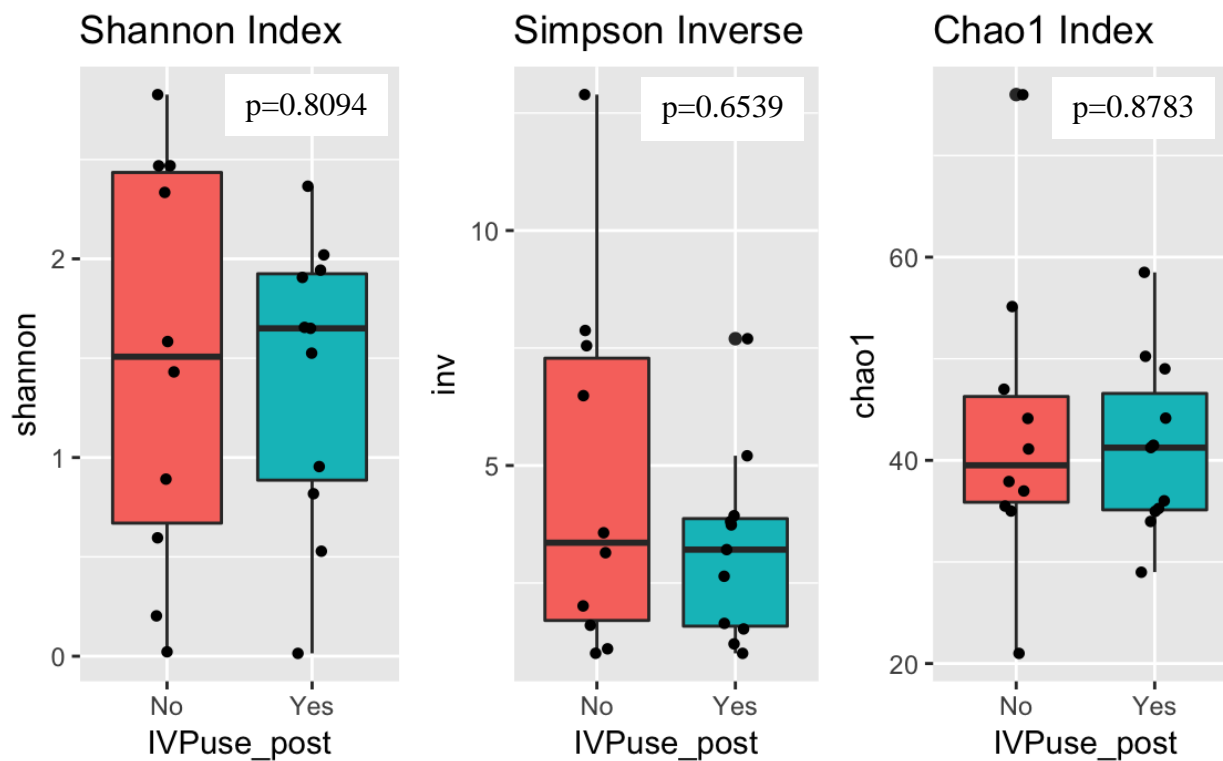 Shannon Index
p=0.8094
shannon
2
1
0
No Yes
IVPuse_post
Simpson Inverse
p=0.6539
inv
10
5
No Yes
IVPuse_post
Chao1 Index
p=0.8783
chao1
60
40
20
No Yes
IVPuse_post